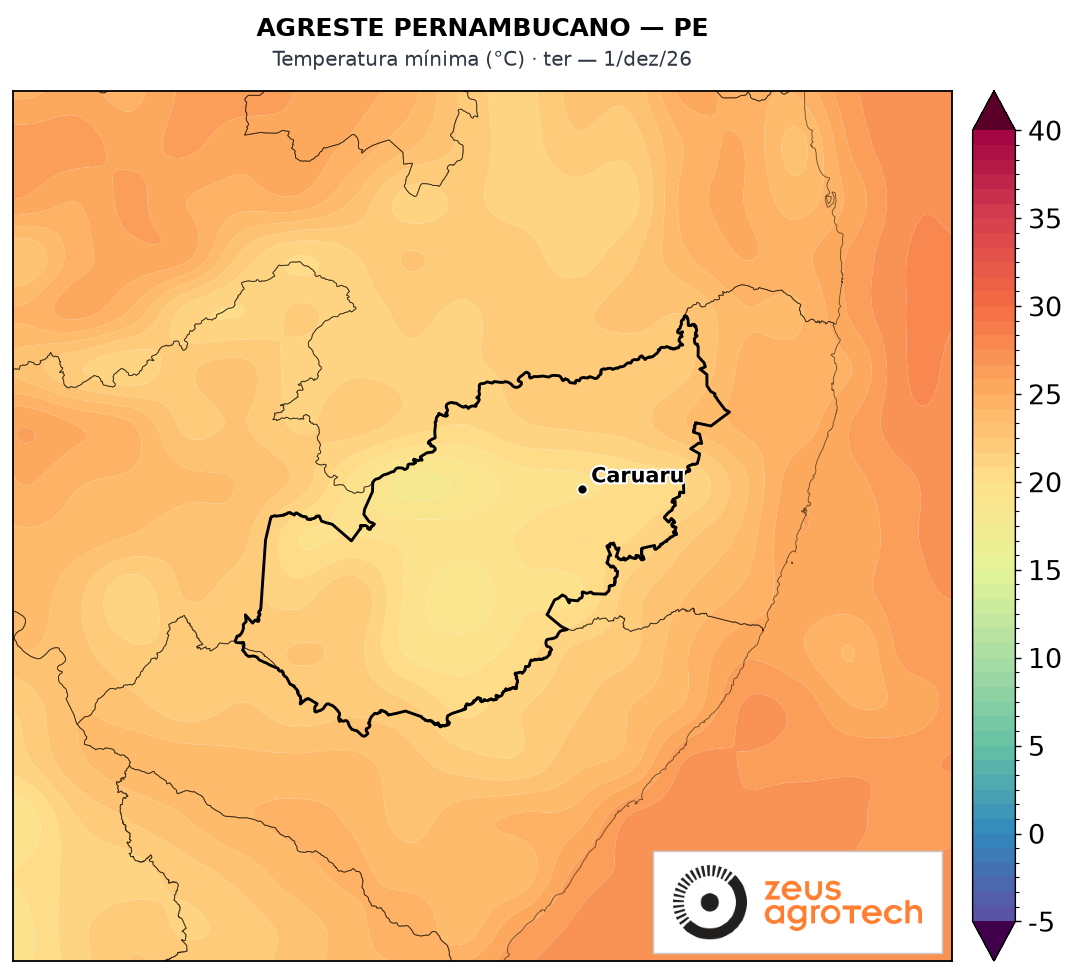 AGRESTE PERNAMBUCANO — PE
Temperatura mínima (°C) · ter — 1/dez/26
40
35
30
25
20
15
10
5
0
-5
Caruaru
zeus
agrotech